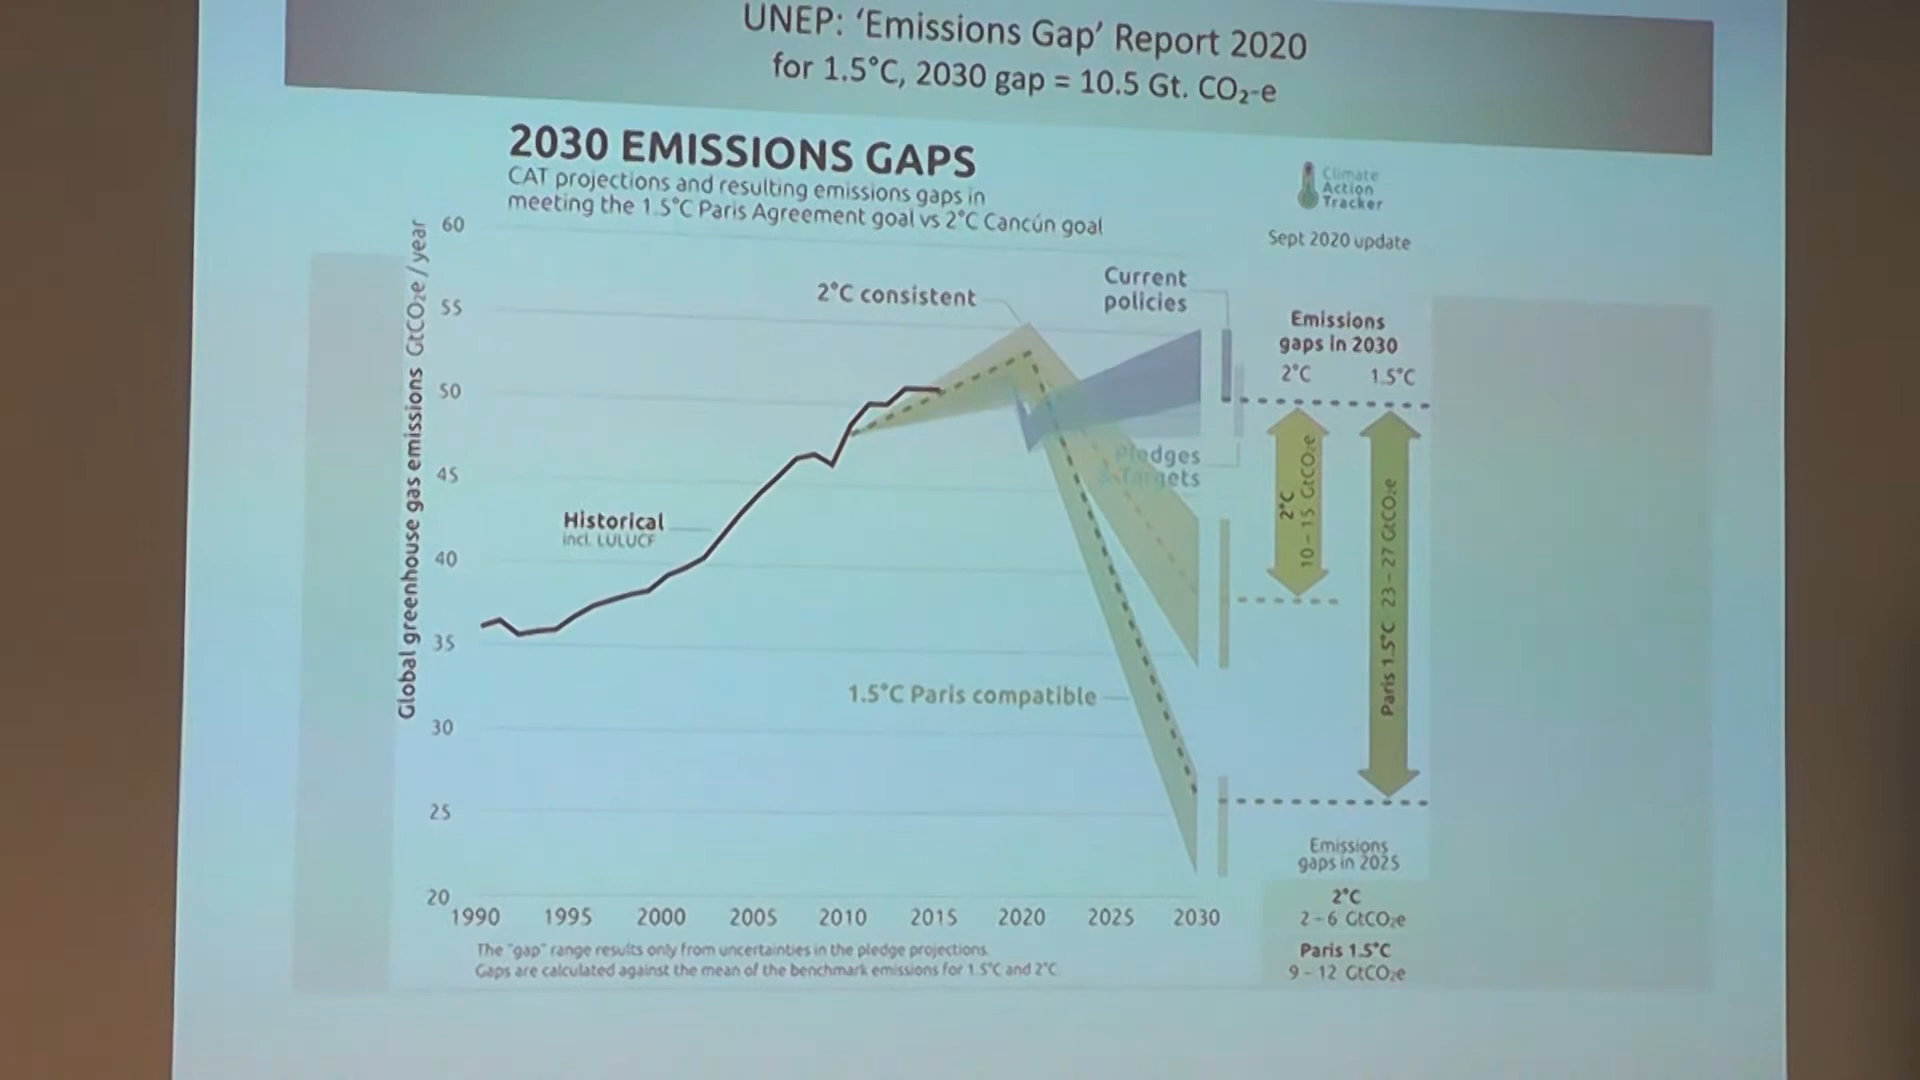 UNEP: ‘Emissions Gap’ Report 2020
for 1.5°C, 2030 gap = 10.5 Gt. CO₂-e
2030 EMISSIONS GAPS
CAT projections and resulting emissions gaps in
meeting the 1.5°C Paris Agreement goal vs 2°C Cancún goal
Climate
Action
Tracker
Sept 2020 update
Global greenhouse gas emissions GtCO₂e / year
60
55
50
45
40
35
30
25
20
2°C consistent
Current
policies
Pledges
& Targets
Historical
incl. LULUCF
1.5°C Paris compatible
Emissions
gaps in 2030
2°C 1.5°C
2°C
10 – 15 GtCO₂e
Paris 1.5°C 23 – 27 GtCO₂e
1990 1995 2000 2005 2010 2015 2020 2025 2030
Emissions
gaps in 2025
2°C
2 – 6 GtCO₂e
Paris 1.5°C
9 – 12 GtCO₂e
The "gap" range results only from uncertainties in the pledge projections.
Gaps are calculated against the mean of the benchmark emissions for 1.5°C and 2°C